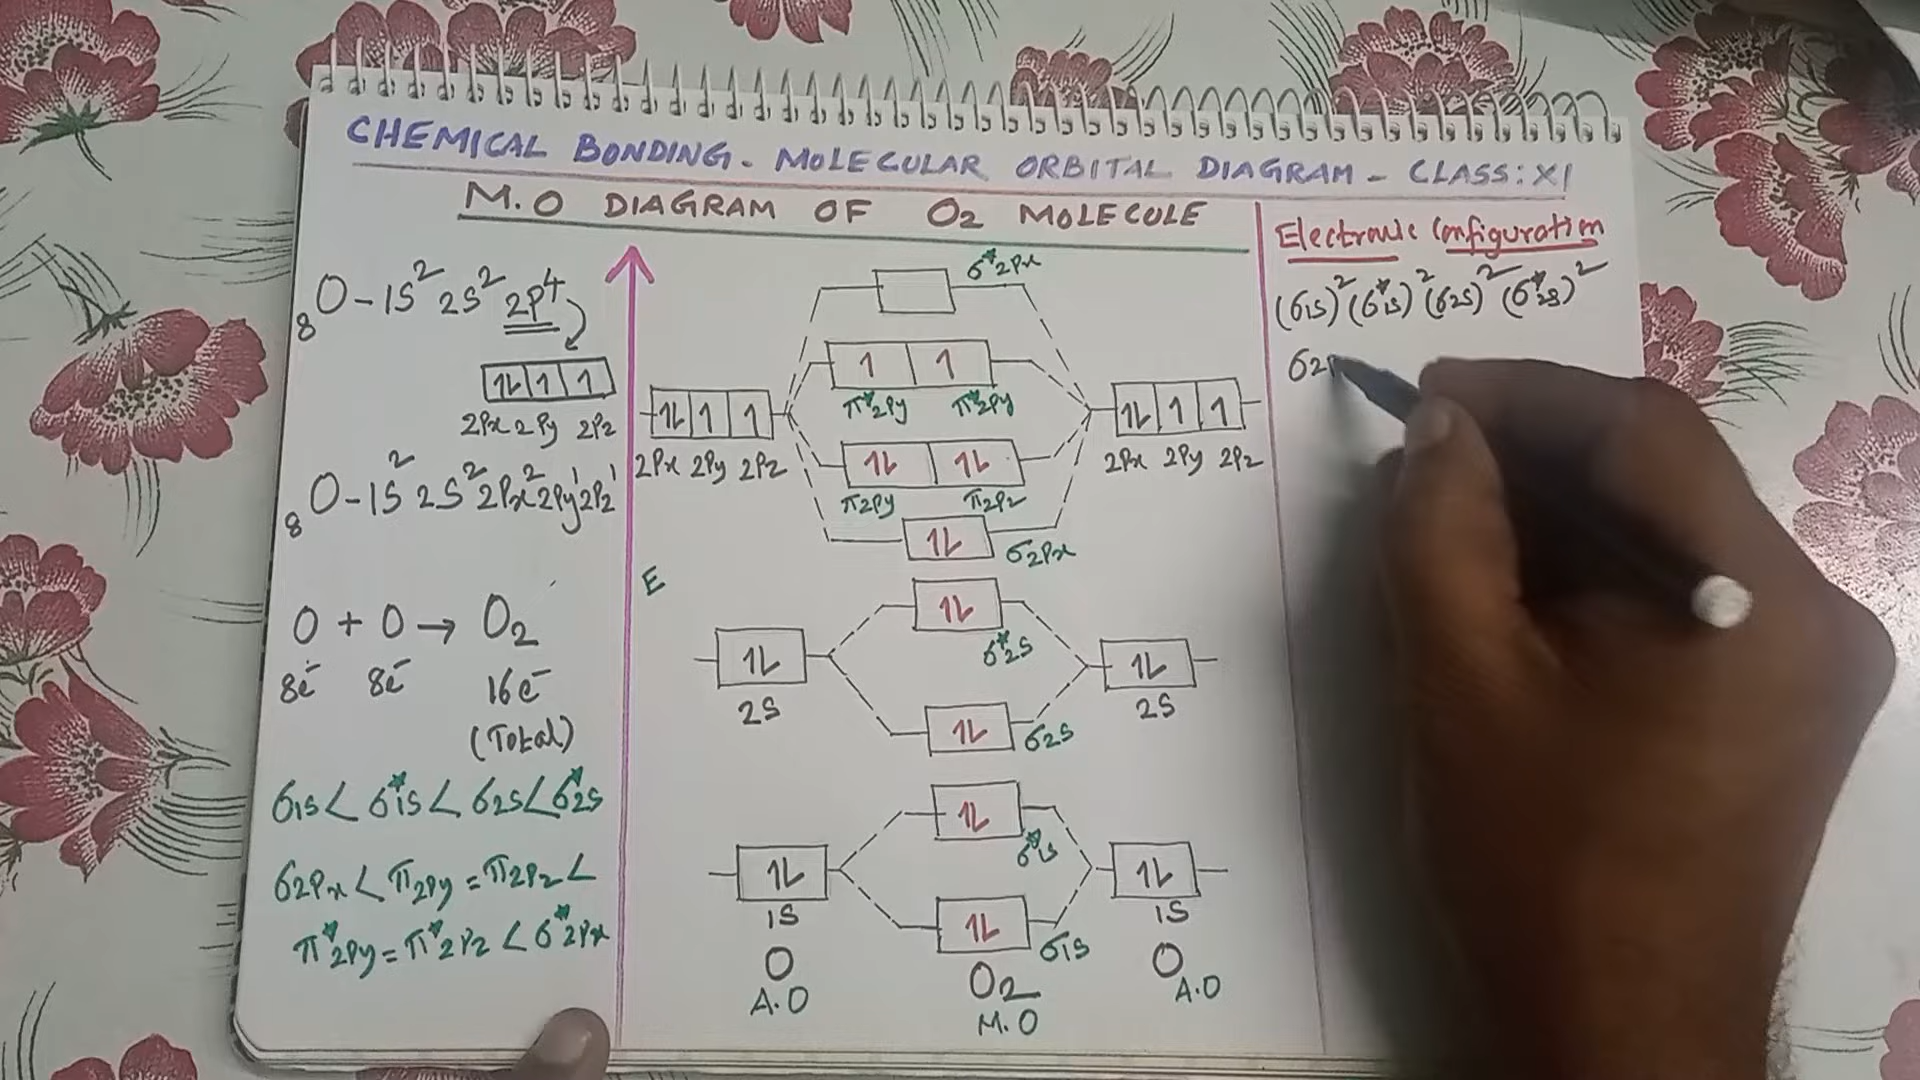 CHEMICAL BONDING - MOLECULAR ORBITAL DIAGRAM - CLASS: XI
M.O DIAGRAM OF O2 MOLECULE
₈O - 1S² 2S² 2P⁴
1L 1 1
2Px 2Py 2Pz
₈O - 1S² 2S² 2Px² 2Py¹ 2Pz¹
O + O → O2
8e⁻ 8e⁻ 16e⁻
(Total)
σ1s < σ*1s < σ2s < σ*2s
σ2Px < π2Py = π2Pz <
π*2Py = π*2Pz < σ*2Px
E
σ*2Px
1 1
π*2Py π*2Py
1L 1 1
2Px 2Py 2Pz
1L 1 1
2Px 2Py 2Pz
1L 1L
π2Py π2Pz
1L σ2Px
1L
σ*2S
1L
2S
1L
2S
1L σ2S
1L
σ*1s
1L
1S
1L
1S
1L σ1s
O
A.O
O2
M.O
O
A.O
Electronic Configuration
(σ1s)² (σ*1s)² (σ2s)² (σ*2s)²
σ2P